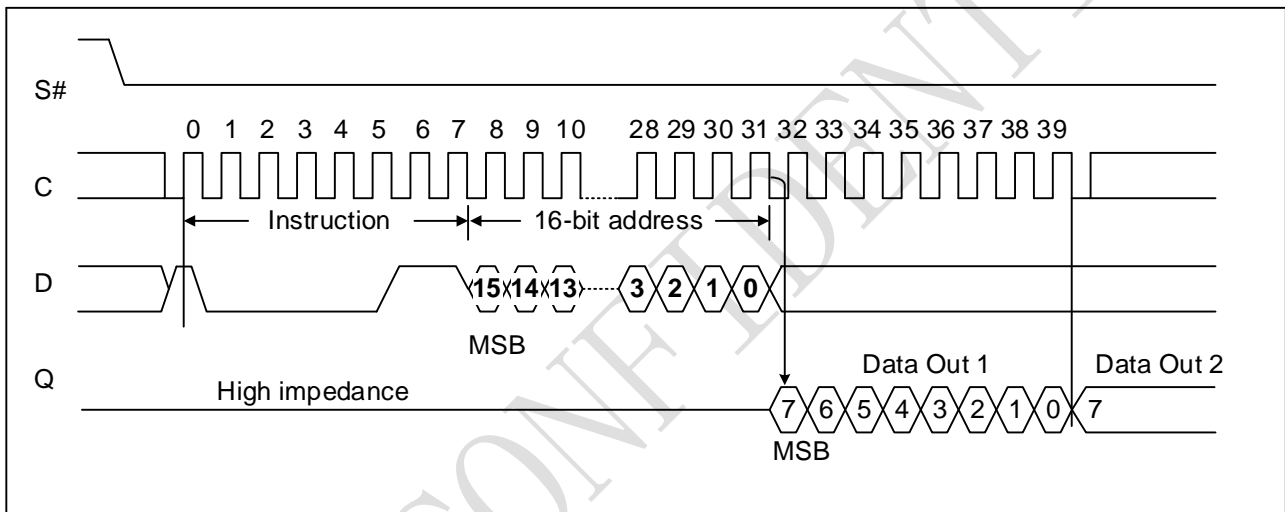 S#
0 1 2 3 4 5 6 7 8 9 10 28 29 30 31 32 33 34 35 36 37 38 39
C
Instruction 16-bit address
D
15 14 13 3 2 1 0
MSB
Q
Data Out 1 Data Out 2
High impedance
7 6 5 4 3 2 1 0 7
MSB